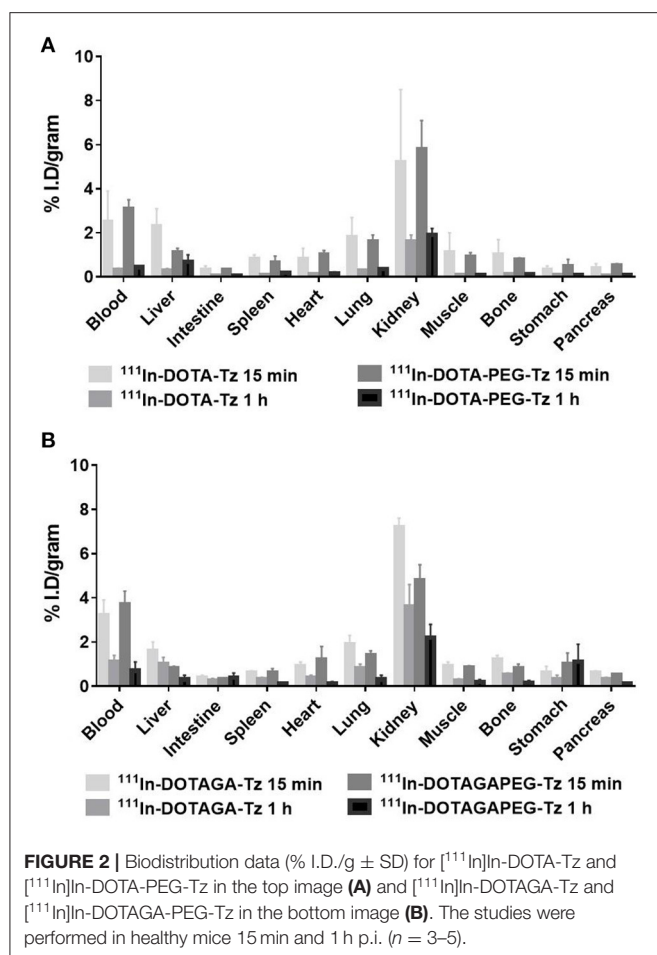 A
10
8
6
4
2
0
% I.D/gram
Blood
Liver
Intestine
Spleen
Heart
Lung
Kidney
Muscle
Bone
Stomach
Pancreas
¹¹¹In-DOTA-Tz 15 min
¹¹¹In-DOTA-PEG-Tz 15 min
¹¹¹In-DOTA-Tz 1 h
¹¹¹In-DOTA-PEG-Tz 1 h
B
10
8
6
4
2
0
% I.D/gram
Blood
Liver
Intestine
Spleen
Heart
Lung
Kidney
Muscle
Bone
Stomach
Pancreas
¹¹¹In-DOTAGA-Tz 15 min
¹¹¹In-DOTAGAPEG-Tz 15 min
¹¹¹In-DOTAGA-Tz 1 h
¹¹¹In-DOTAGAPEG-Tz 1 h
FIGURE 2 | Biodistribution data (% I.D./g ± SD) for [¹¹¹In]In-DOTA-Tz and
[¹¹¹In]In-DOTA-PEG-Tz in the top image (A) and [¹¹¹In]In-DOTAGA-Tz and
[¹¹¹In]In-DOTAGA-PEG-Tz in the bottom image (B). The studies were
performed in healthy mice 15 min and 1 h p.i. (n = 3–5).